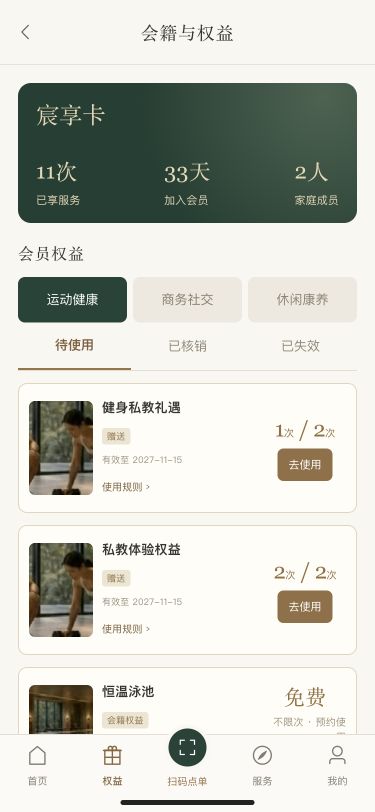 会籍与权益
宸享卡
11次 33天 2人
已享服务 加入会员 家庭成员
会员权益
运动健康 商务社交 休闲康养
待使用 已核销 已失效
健身私教礼遇
赠送
有效至 2027-11-15
使用规则 ›
1次 / 2次
去使用
私教体验权益
赠送
有效至 2027-11-15
使用规则 ›
2次 / 2次
去使用
恒温泳池
会籍权益
免费
不限次 · 预约使
首页 权益 扫码点单 服务 我的